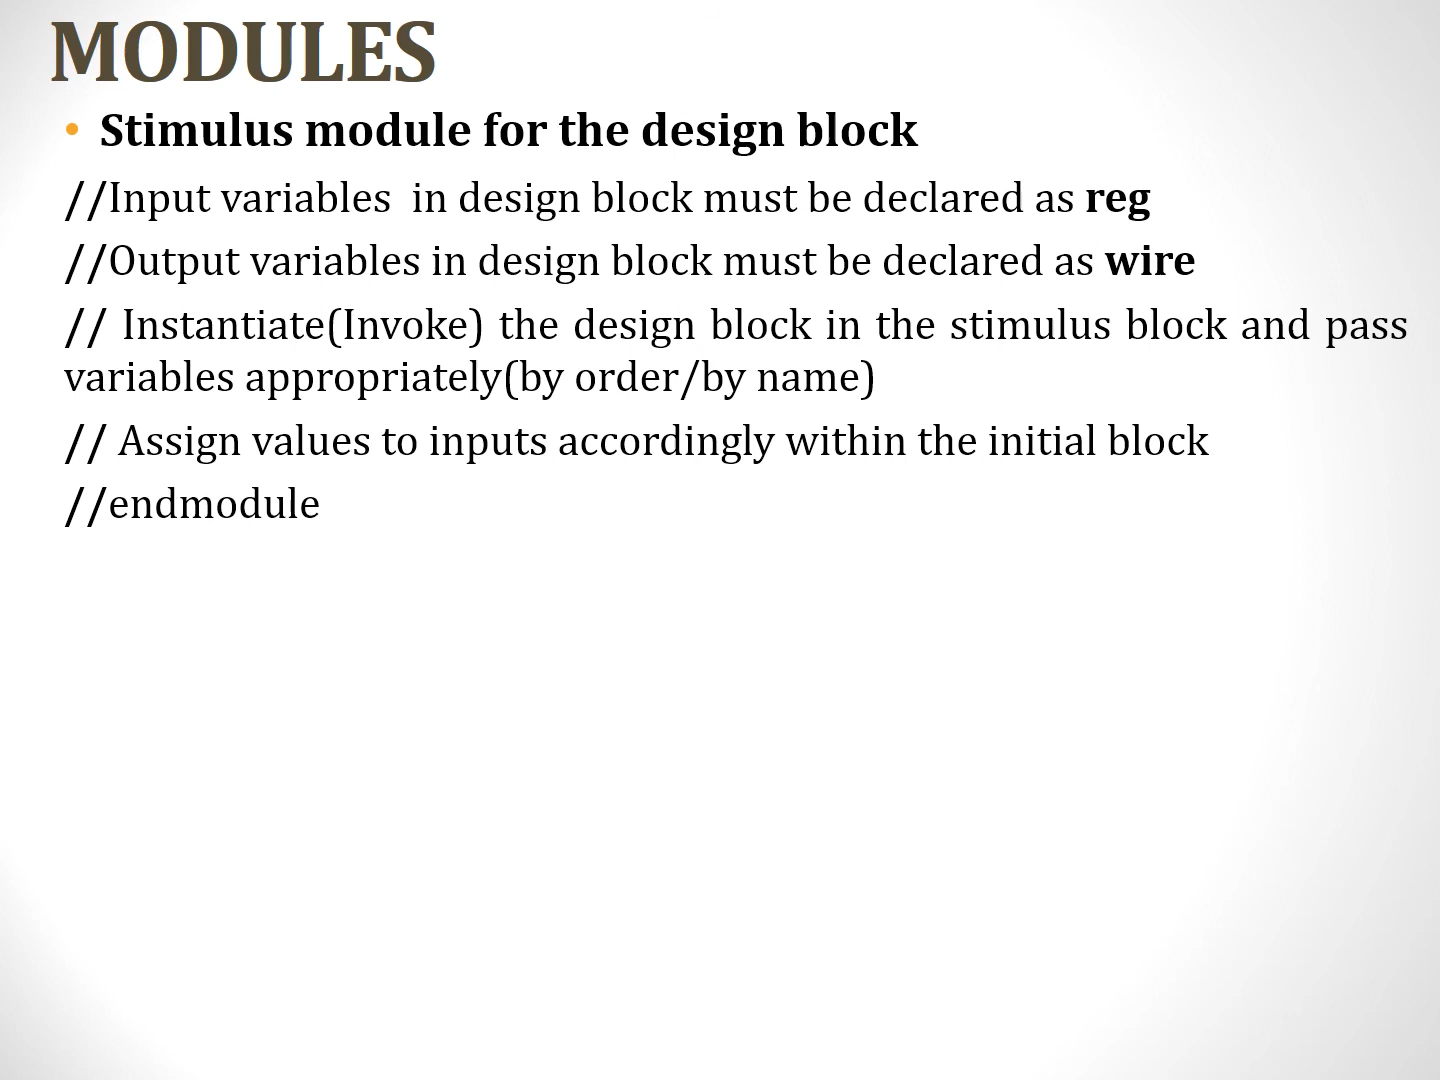 MODULES
• Stimulus module for the design block
//Input variables  in design block must be declared as reg
//Output variables in design block must be declared as wire
// Instantiate(Invoke) the design block in the stimulus block and pass
variables appropriately(by order/by name)
// Assign values to inputs accordingly within the initial block
//endmodule